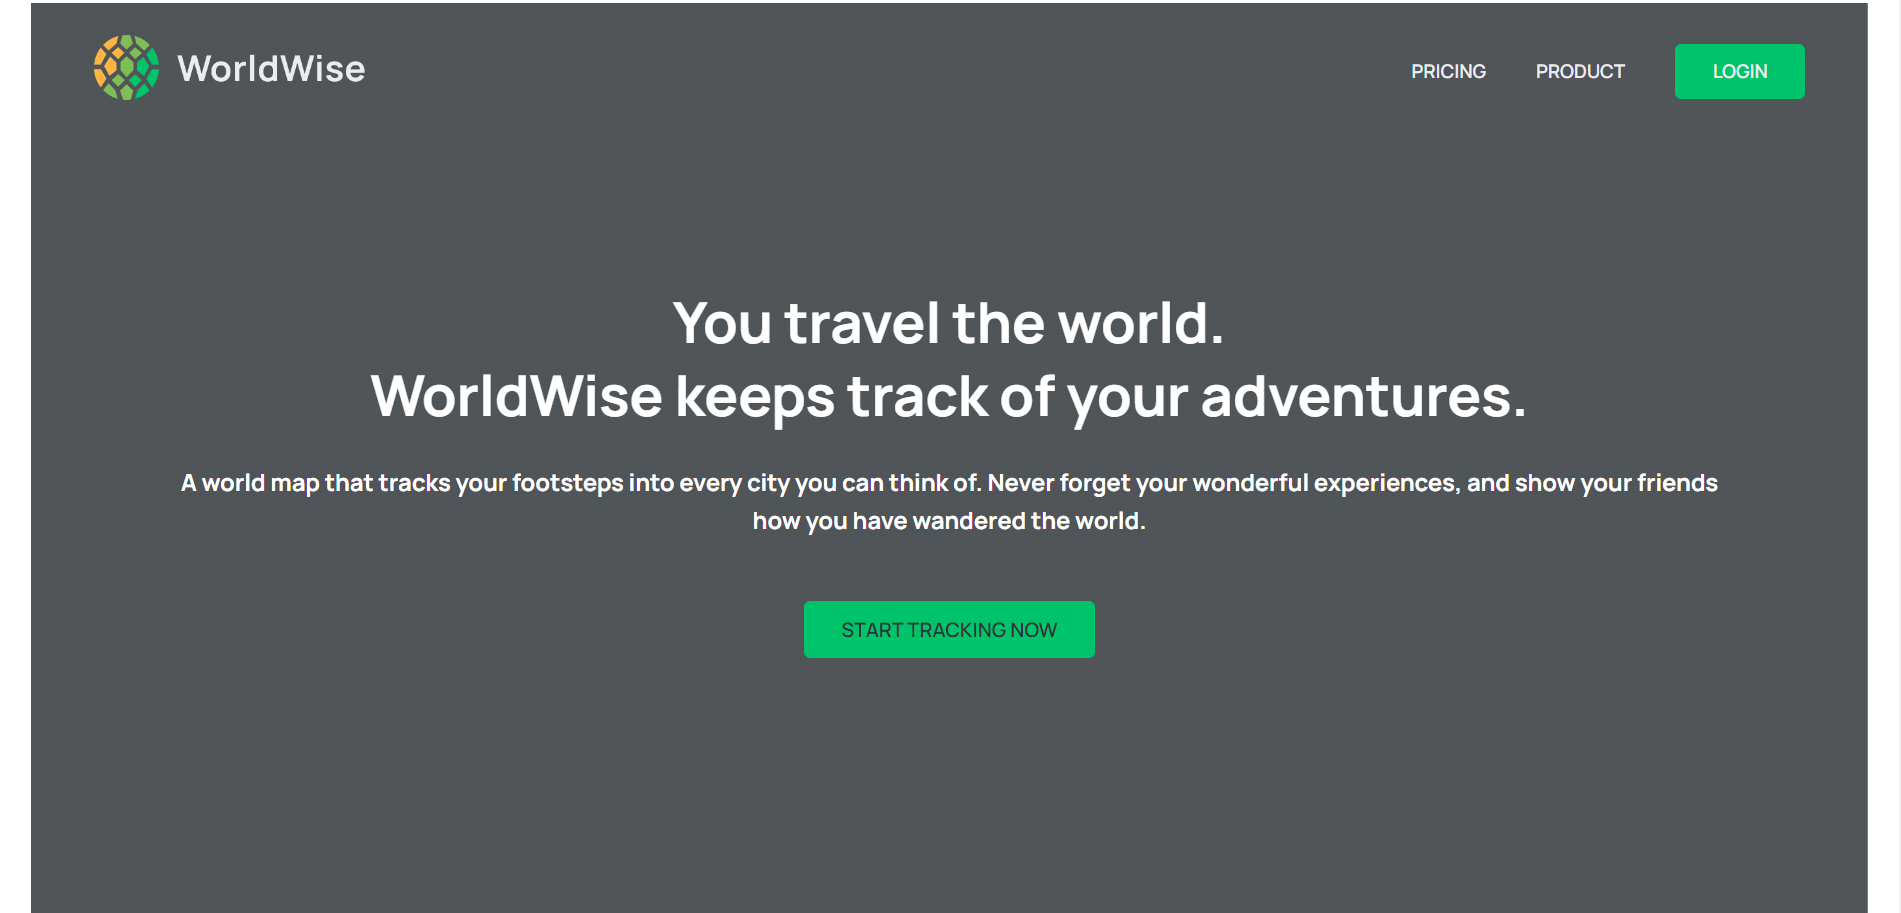 WorldWise
PRICING
PRODUCT
LOGIN
You travel the world.
WorldWise keeps track of your adventures.
A world map that tracks your footsteps into every city you can think of. Never forget your wonderful experiences, and show your friends
how you have wandered the world.
START TRACKING NOW